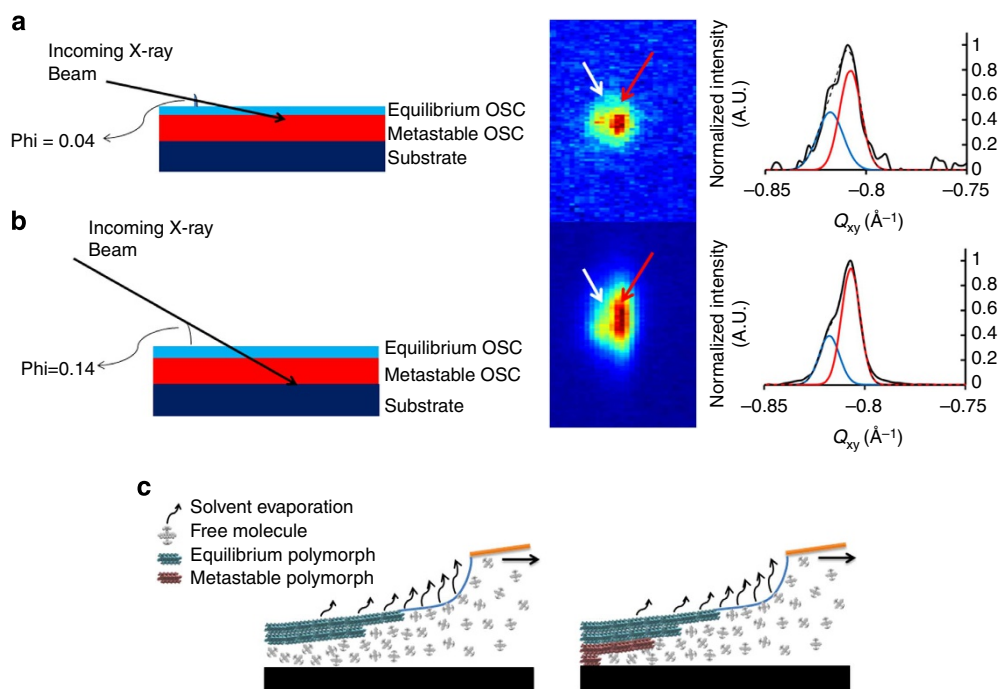 a
Incoming X-ray
Beam
Phi = 0.04
Equilibrium OSC
Metastable OSC
Substrate
Normalized intensity
(A.U.)
1
0.8
0.6
0.4
0.2
0
–0.85
–0.8
–0.75
Qxy (Å–1)
b
Incoming X-ray
Beam
Phi=0.14
Equilibrium OSC
Metastable OSC
Substrate
Normalized intensity
(A.U.)
1
0.8
0.6
0.4
0.2
0
–0.85
–0.8
–0.75
Qxy (Å–1)
c
Solvent evaporation
Free molecule
Equilibrium polymorph
Metastable polymorph